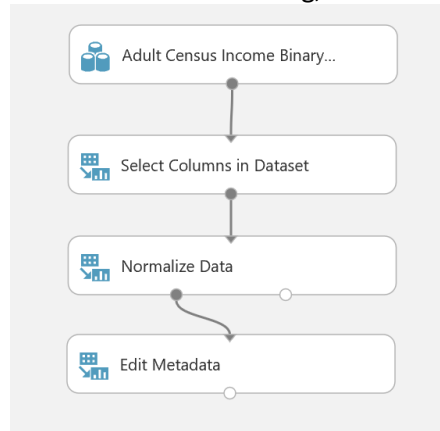 Adult Census Income Binary...
Select Columns in Dataset
Normalize Data
Edit Metadata